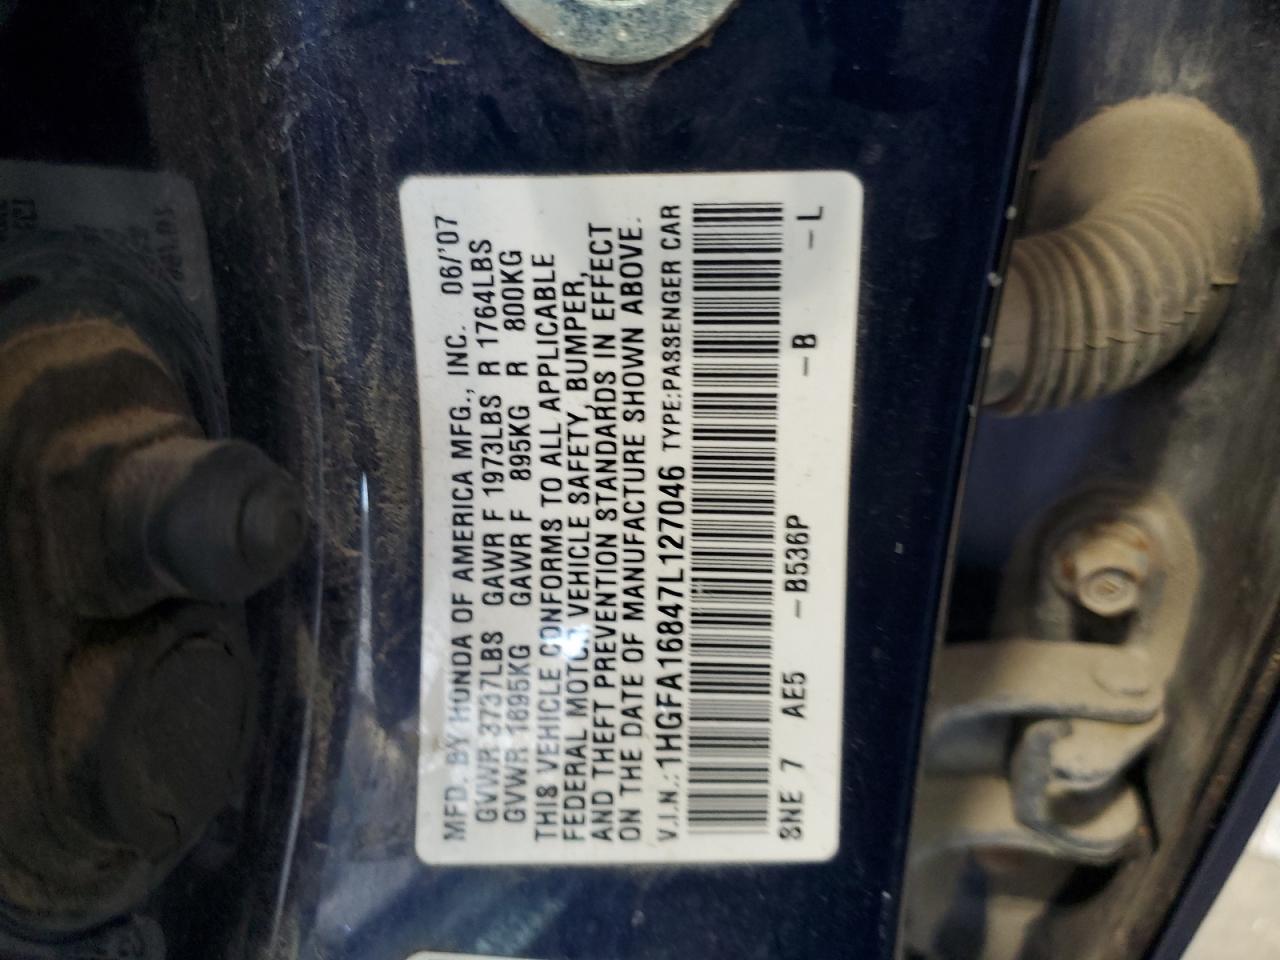 MFD. BY HONDA OF AMERICA MFG., INC. 06/'07
GVWR 3737LBS GAWR F 1973LBS R 1764LBS
GVWR 1695KG GAWR F 895KG R 800KG
THIS VEHICLE CONFORMS TO ALL APPLICABLE
FEDERAL MOTOR VEHICLE SAFETY, BUMPER,
AND THEFT PREVENTION STANDARDS IN EFFECT
ON THE DATE OF MANUFACTURE SHOWN ABOVE.
V.I.N.:1HGFA16847L127046 TYPE:PASSENGER CAR
SNE 7 AE5 -B536P -B -L